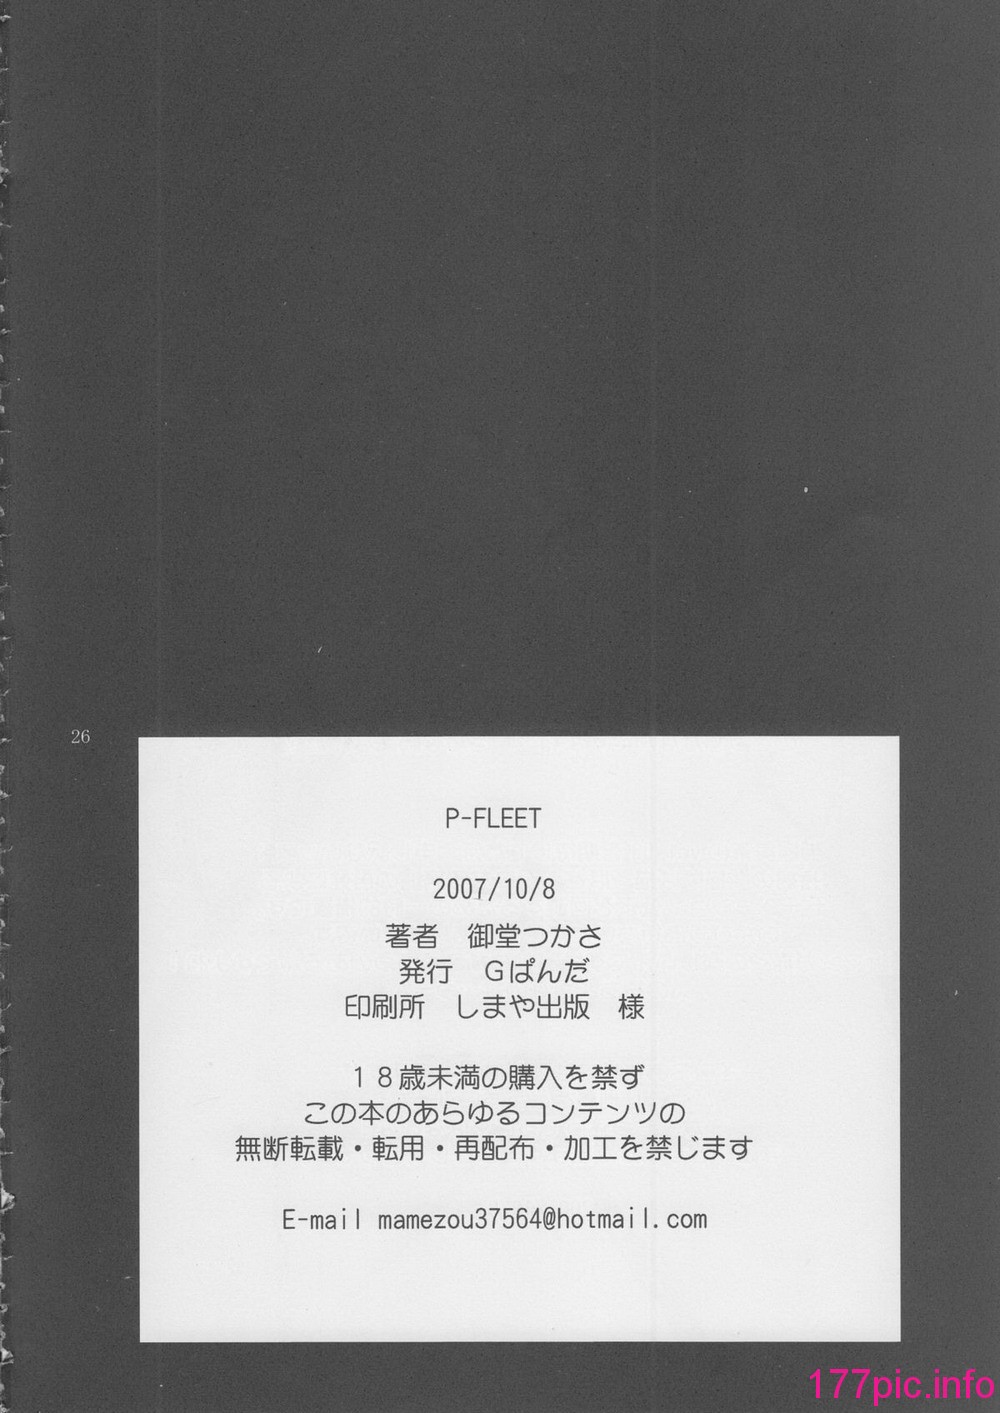 26
P-FLEET
2007/10/8
著者　御堂つかさ
発行　Gぱんだ
印刷所　しまや出版　様
１８歳未満の購入を禁ず
この本のあらゆるコンテンツの
無断転載・転用・再配布・加工を禁じます
E-mail mamezou37564@hotmail.com
177pic.info